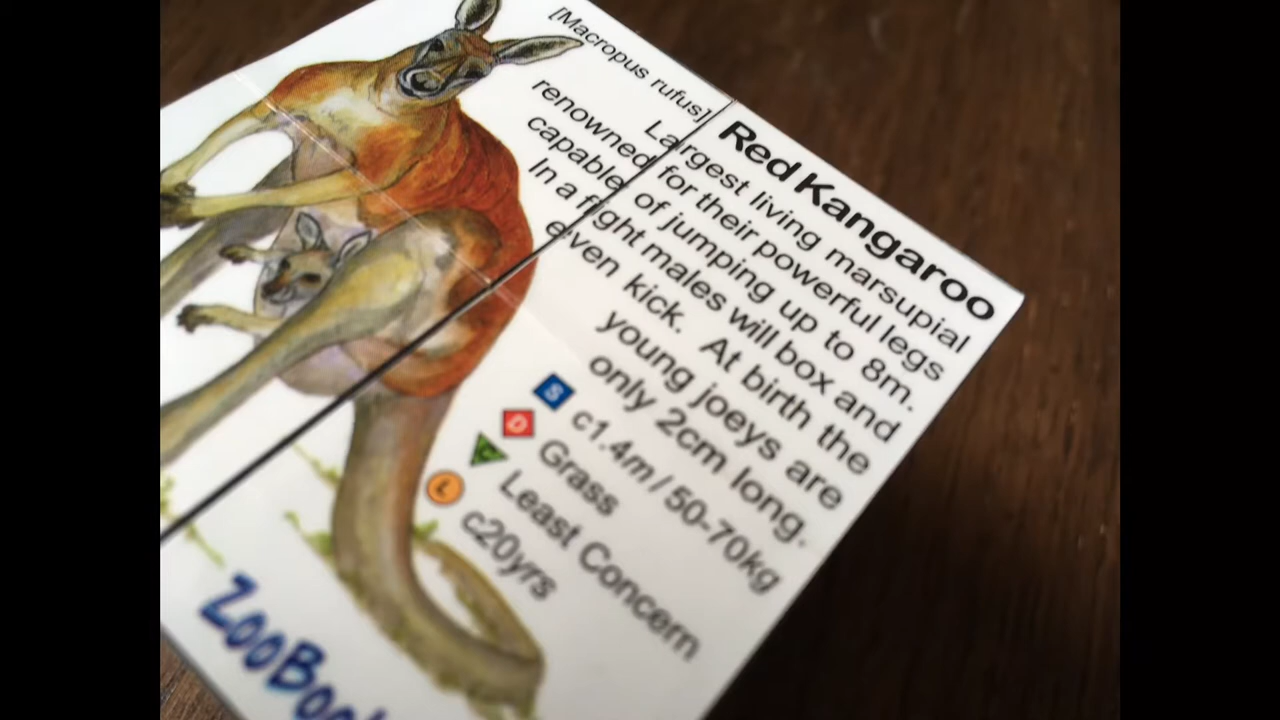 Red Kangaroo
[Macropus rufus]
Largest living marsupial
renowned for their powerful legs
capable of jumping up to 8m.
In a fight males will box and
even kick. At birth the
young joeys are
only 2cm long.
S c1.4m / 50-70kg
D Grass
C Least Concern
L c20yrs